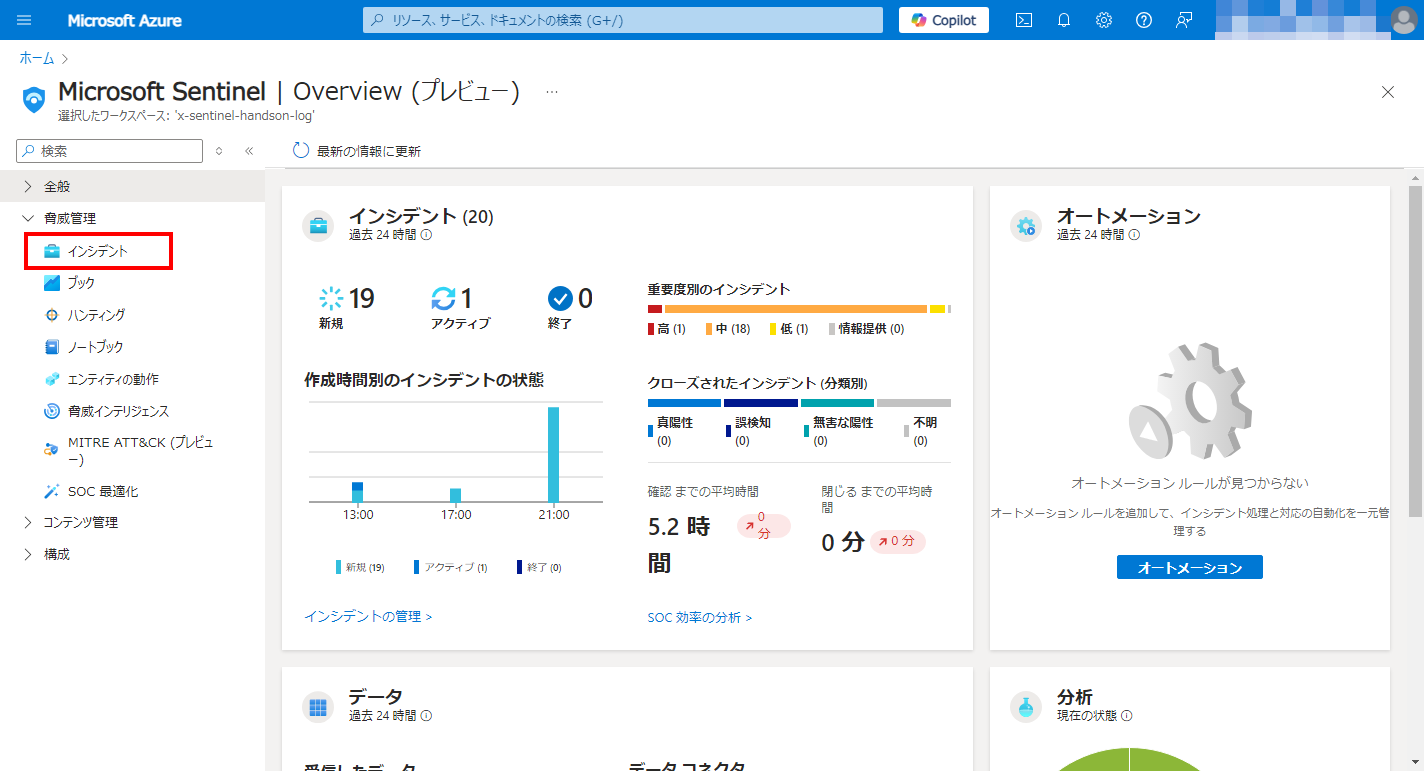 Microsoft Azure
リソース、サービス、ドキュメントの検索 (G+/)
Copilot
ホーム
Microsoft Sentinel | Overview (プレビュー)
...
選択したワークスペース: 'x-sentinel-handson-log'
検索
最新の情報に更新
全般
脅威管理
インシデント
ブック
ハンティング
ノートブック
エンティティの動作
脅威インテリジェンス
MITRE ATT&CK (プレビュ
ー)
SOC 最適化
コンテンツ管理
構成
インシデント (20)
過去 24 時間
19
新規
1
アクティブ
0
終了
作成時間別のインシデントの状態
13:00
17:00
21:00
新規 (19)
アクティブ (1)
終了 (0)
インシデントの管理 >
重要度別のインシデント
高 (1)
中 (18)
低 (1)
情報提供 (0)
クローズされたインシデント (分類別)
真陽性
(0)
誤検知
(0)
無害な陽性
(0)
不明
(0)
確認 までの平均時間
5.2 時
間
0
分
閉じる までの平均時
間
0 分
0 分
SOC 効率の分析 >
オートメーション
過去 24 時間
オートメーション ルールが見つからない
オートメーション ルールを追加して、インシデント処理と対応の自動化を一元管
理する
オートメーション
データ
過去 24 時間
受信したデータ
データ コネクタ
分析
現在の状態